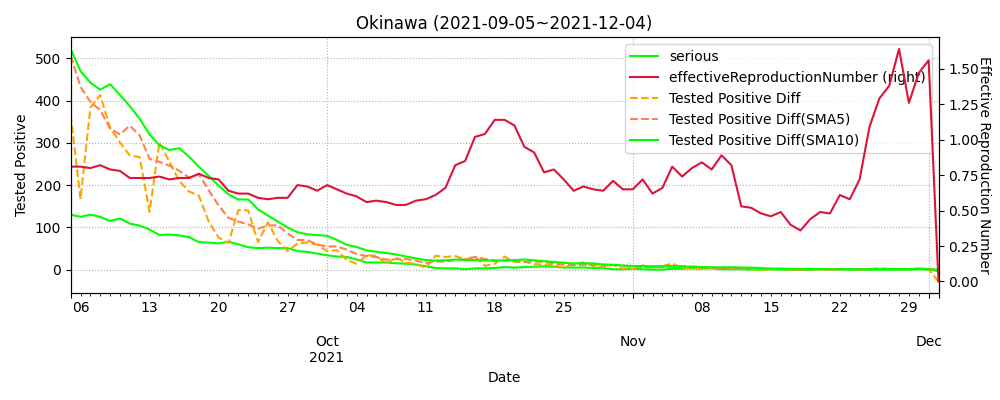 Okinawa (2021-09-05~2021-12-04)
Tested Positive
500
400
300
200
100
0
serious
effectiveReproductionNumber (right)
Tested Positive Diff
Tested Positive Diff(SMA5)
Tested Positive Diff(SMA10)
1.50
1.25
1.00
0.75
0.50
0.25
0.00
Effective Reproduction Number
06 13 20 27 04 11 18 25 08 15 22 29
Oct Nov Dec
2021
Date